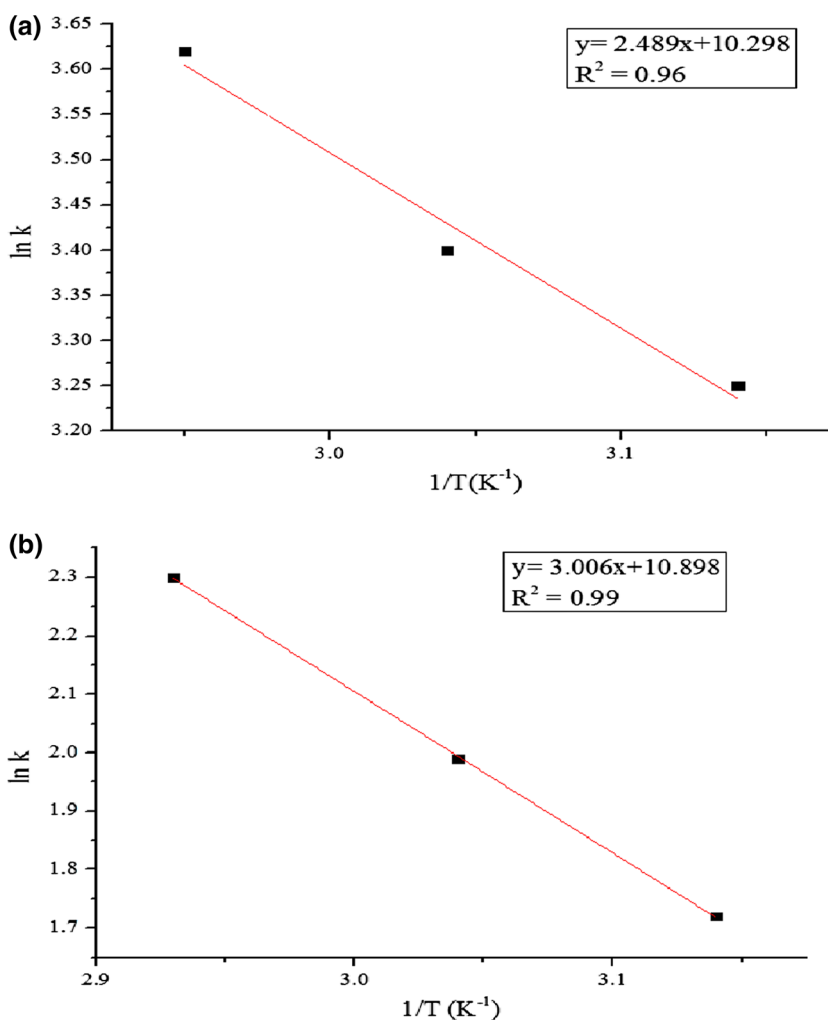 (a)
3.65
3.60
3.50
3.45
3.40
3.35
3.30
3.25
3.20
ln k
y= 2.489x+10.298
R² = 0.96
3.0
3.1
1/T(K⁻¹)
(b)
2.3
2.2
2.1
2.0
1.9
1.8
1.7
ln k
y= 3.006x+10.898
R² = 0.99
2.9
3.0
3.1
1/T (K⁻¹)